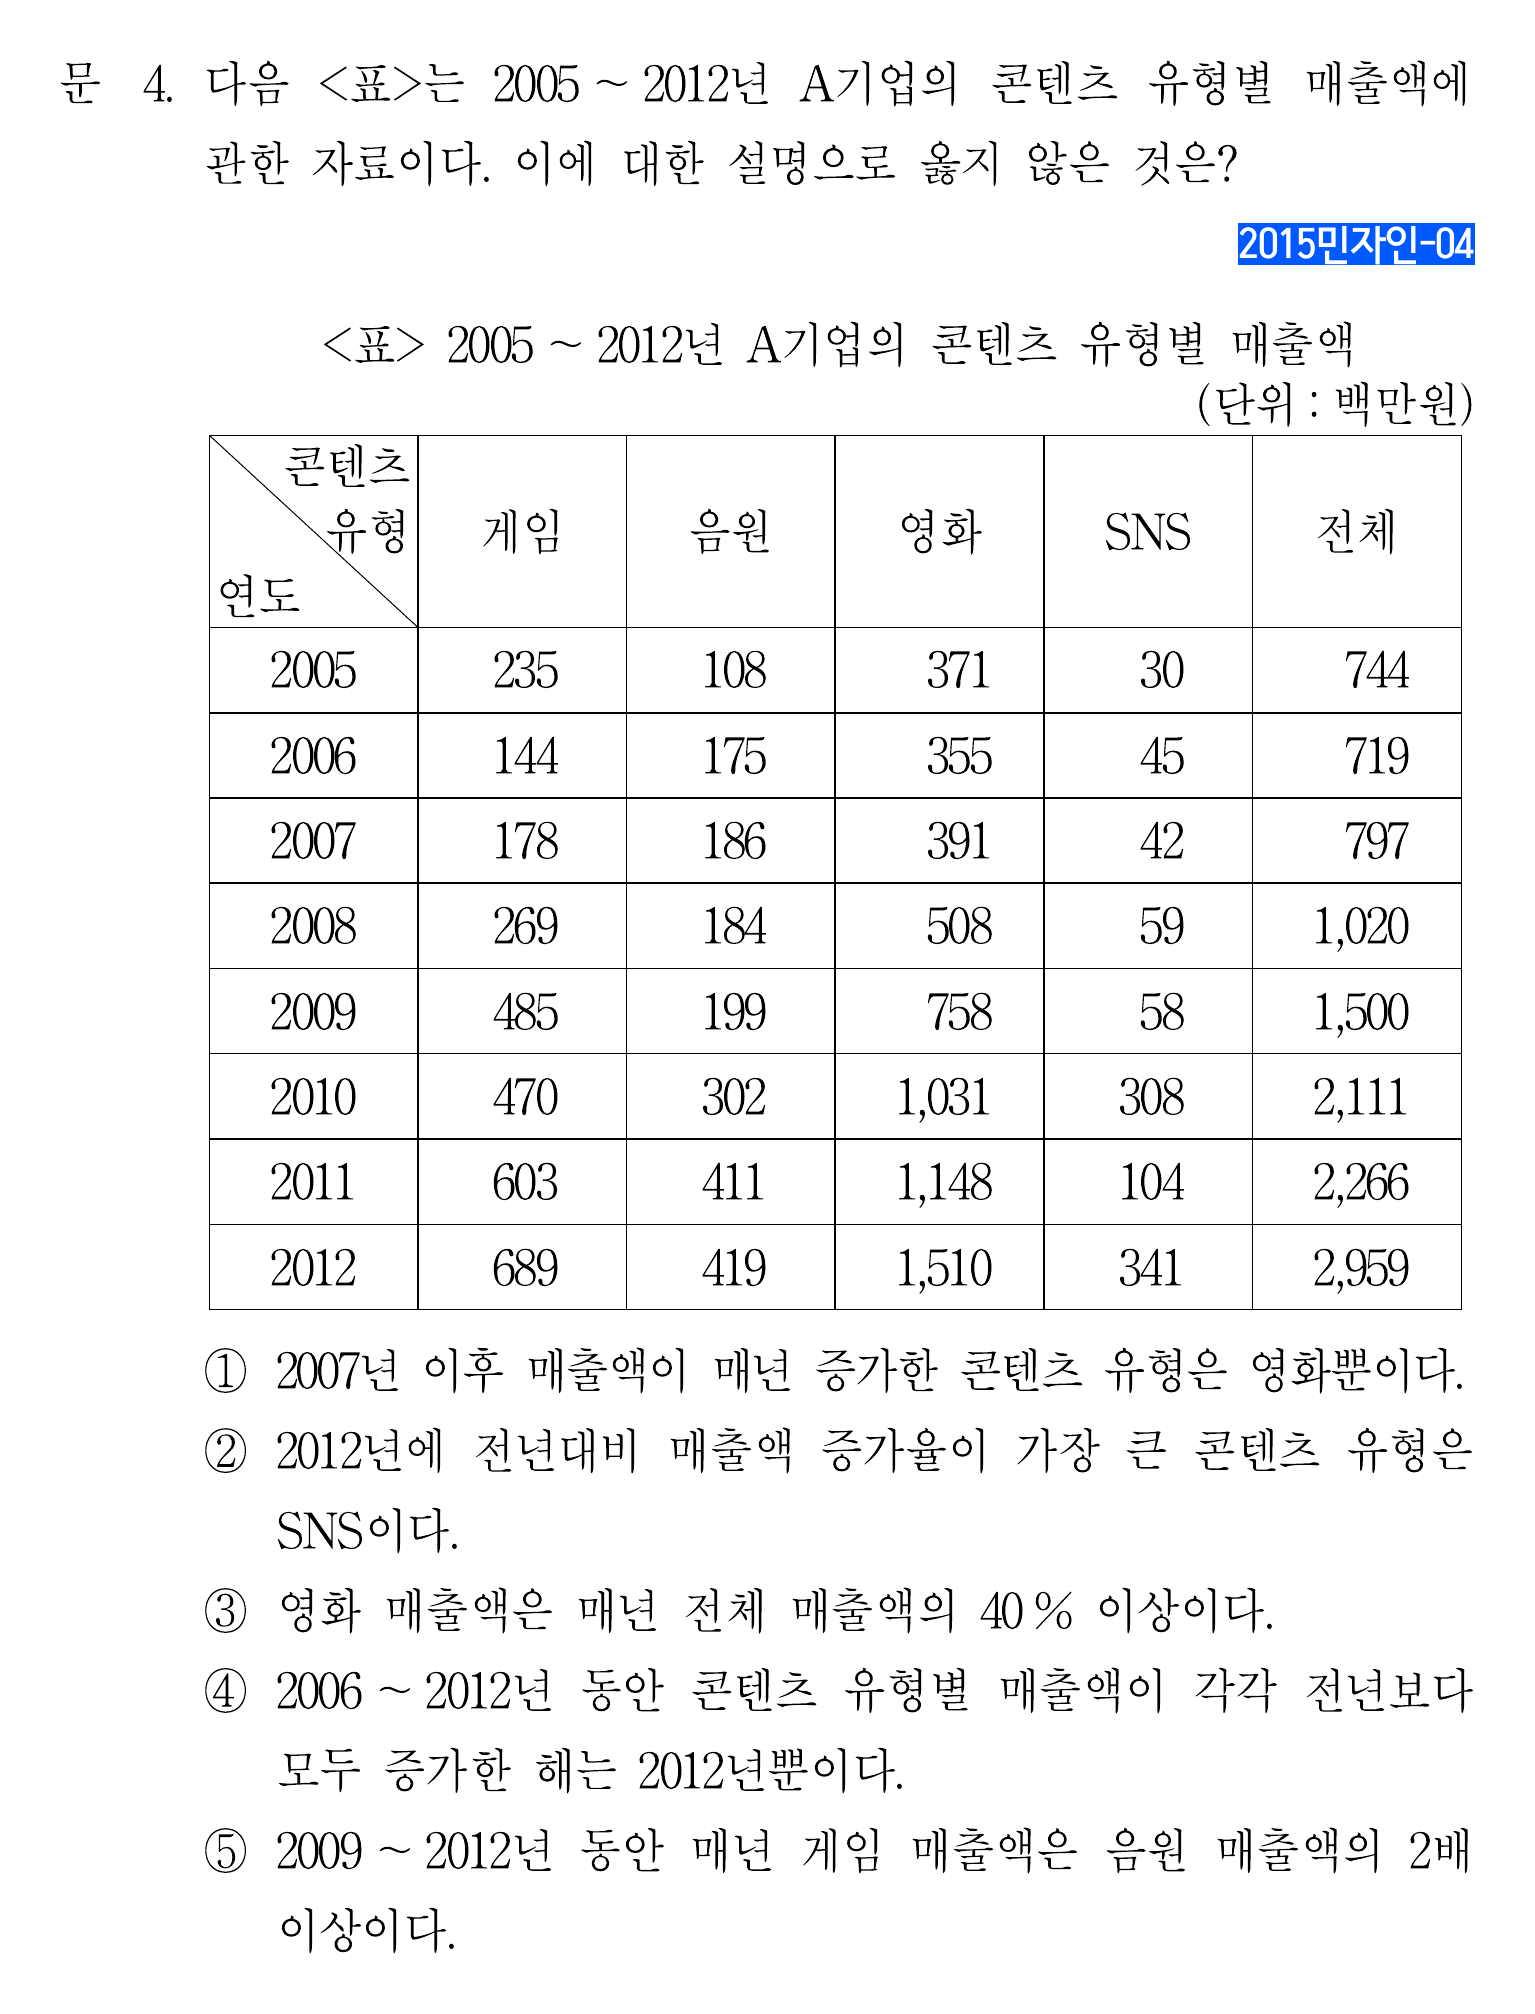 문 4. 다음 <표>는 2005 ~ 2012년 A기업의 콘텐츠 유형별 매출액에
관한 자료이다. 이에 대한 설명으로 옳지 않은 것은?
2015민자인-04
<표> 2005 ~ 2012년 A기업의 콘텐츠 유형별 매출액
(단위 : 백만원)
콘텐츠 유형 연도 게임 음원 영화 SNS 전체
2005 235 108 371 30 744
2006 144 175 355 45 719
2007 178 186 391 42 797
2008 269 184 508 59 1,020
2009 485 199 758 58 1,500
2010 470 302 1,031 308 2,111
2011 603 411 1,148 104 2,266
2012 689 419 1,510 341 2,959
① 2007년 이후 매출액이 매년 증가한 콘텐츠 유형은 영화뿐이다.
② 2012년에 전년대비 매출액 증가율이 가장 큰 콘텐츠 유형은
SNS이다.
③ 영화 매출액은 매년 전체 매출액의 40 % 이상이다.
④ 2006 ~ 2012년 동안 콘텐츠 유형별 매출액이 각각 전년보다
모두 증가한 해는 2012년뿐이다.
⑤ 2009 ~ 2012년 동안 매년 게임 매출액은 음원 매출액의 2배
이상이다.